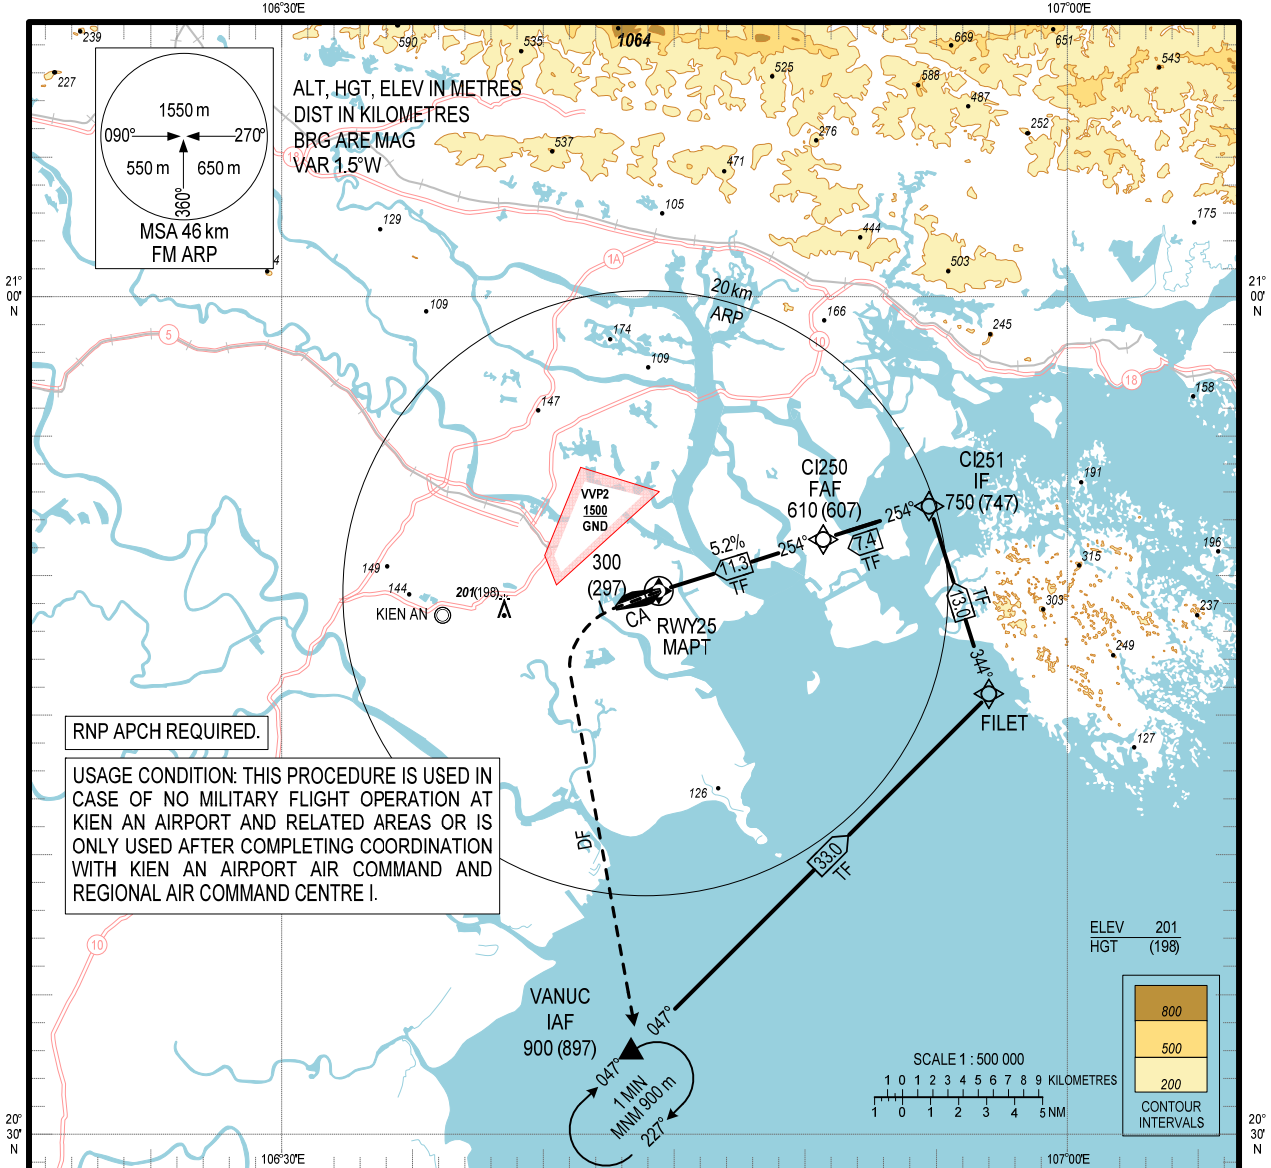 106°30'E
107°00'E
239
590
535
1064
669
651
227
525
588
543
487
1550 m
090°
270°
550 m
650 m
360°
MSA 46 km
FM ARP
ALT, HGT, ELEV IN METRES
DIST IN KILOMETRES
BRG ARE MAG
VAR 1.5°W
537
276
252
471
105
129
444
175
503
4
1A
21°
00'
N
21°
00'
N
20 km
ARP
109
174
166
245
5
10
109
18
158
147
CI250
FAF
610 (607)
CI251
IF
750 (747)
191
VVP2
1500
GND
254°
254°
7.4
TF
196
5.2%
11.3
TF
300
(297)
149
144
201(198)
KIEN AN
CA
RWY25
MAPT
TF
13.0
315
303
237
249
344°
FILET
127
RNP APCH REQUIRED.
USAGE CONDITION: THIS PROCEDURE IS USED IN
CASE OF NO MILITARY FLIGHT OPERATION AT
KIEN AN AIRPORT AND RELATED AREAS OR IS
ONLY USED AFTER COMPLETING COORDINATION
WITH KIEN AN AIRPORT AIR COMMAND AND
REGIONAL AIR COMMAND CENTRE I.
126
DF
33.0
TF
10
ELEV 201
HGT (198)
VANUC
IAF
900 (897)
047°
047°
1 MIN
MNM 900 m
227°
SCALE 1 : 500 000
1 0 1 2 3 4 5 6 7 8 9 KILOMETRES
1 0 1 2 3 4 5 NM
800
500
200
CONTOUR
INTERVALS
20°
30'
N
20°
30'
N
106°30'E
107°00'E